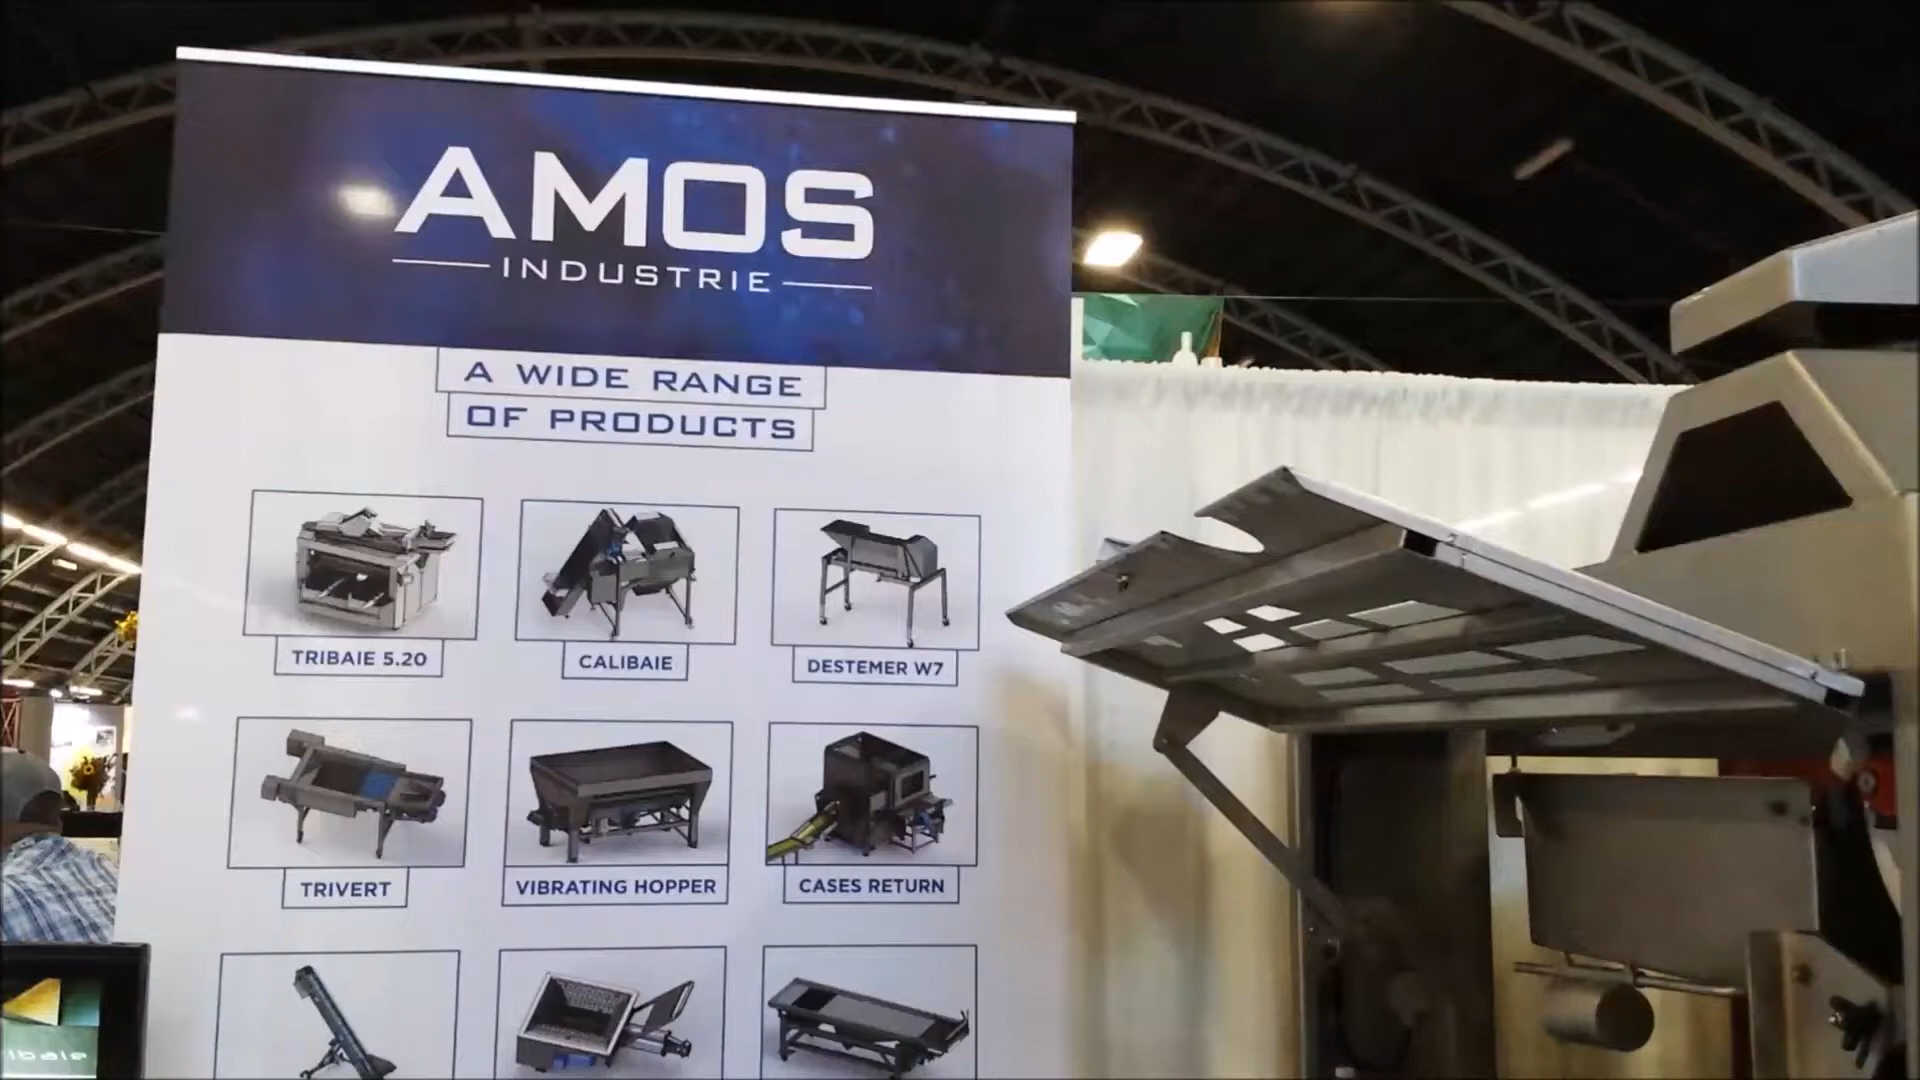 AMOS
INDUSTRIE
A WIDE RANGE
OF PRODUCTS
TRIBAIE 5.20
CALIBAIE
DESTEMER W7
TRIVERT
VIBRATING HOPPER
CASES RETURN